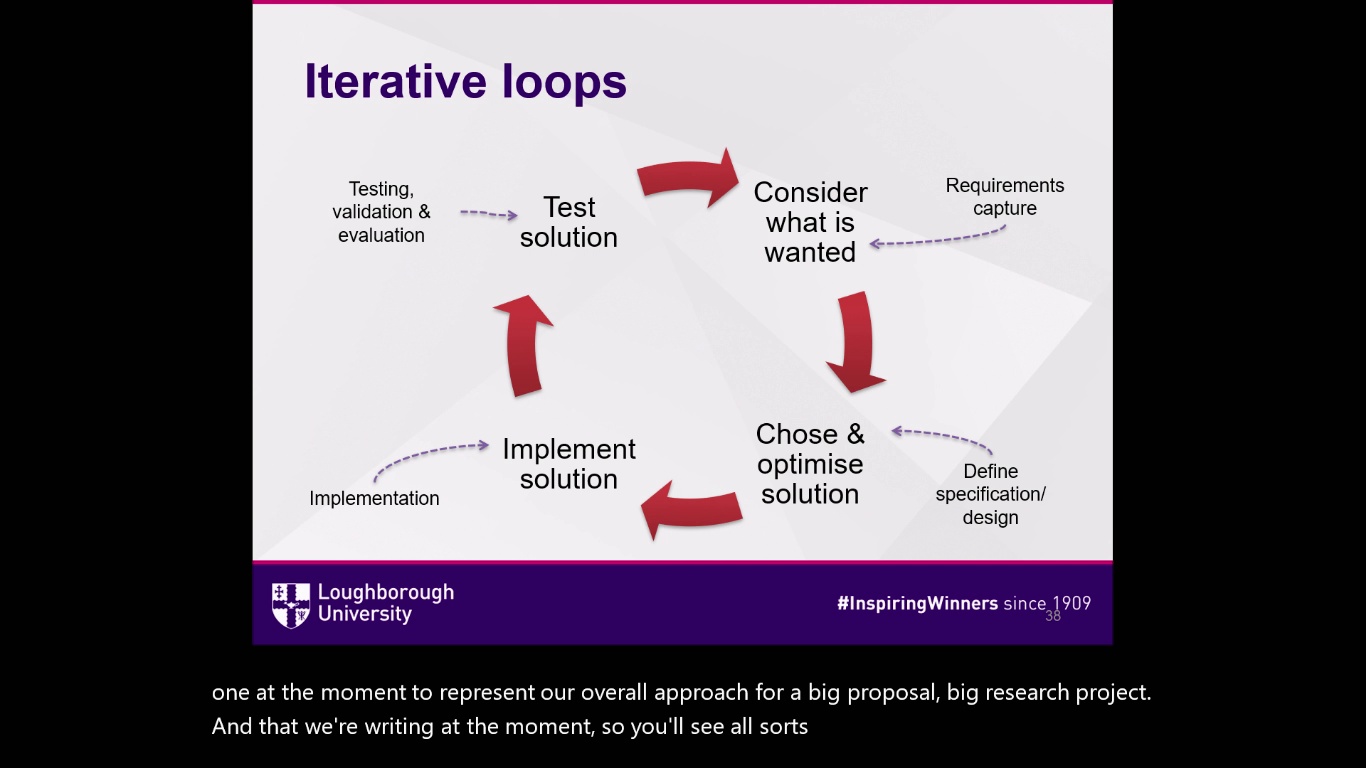 Iterative loops
Testing,
validation &
evaluation
Test
solution
Consider
what is
wanted
Requirements
capture
Implement
solution
Implementation
Chose &
optimise
solution
Define
specification/
design
Loughborough
University
#InspiringWinners since 1909
38
one at the moment to represent our overall approach for a big proposal, big research project.
And that we're writing at the moment, so you'll see all sorts